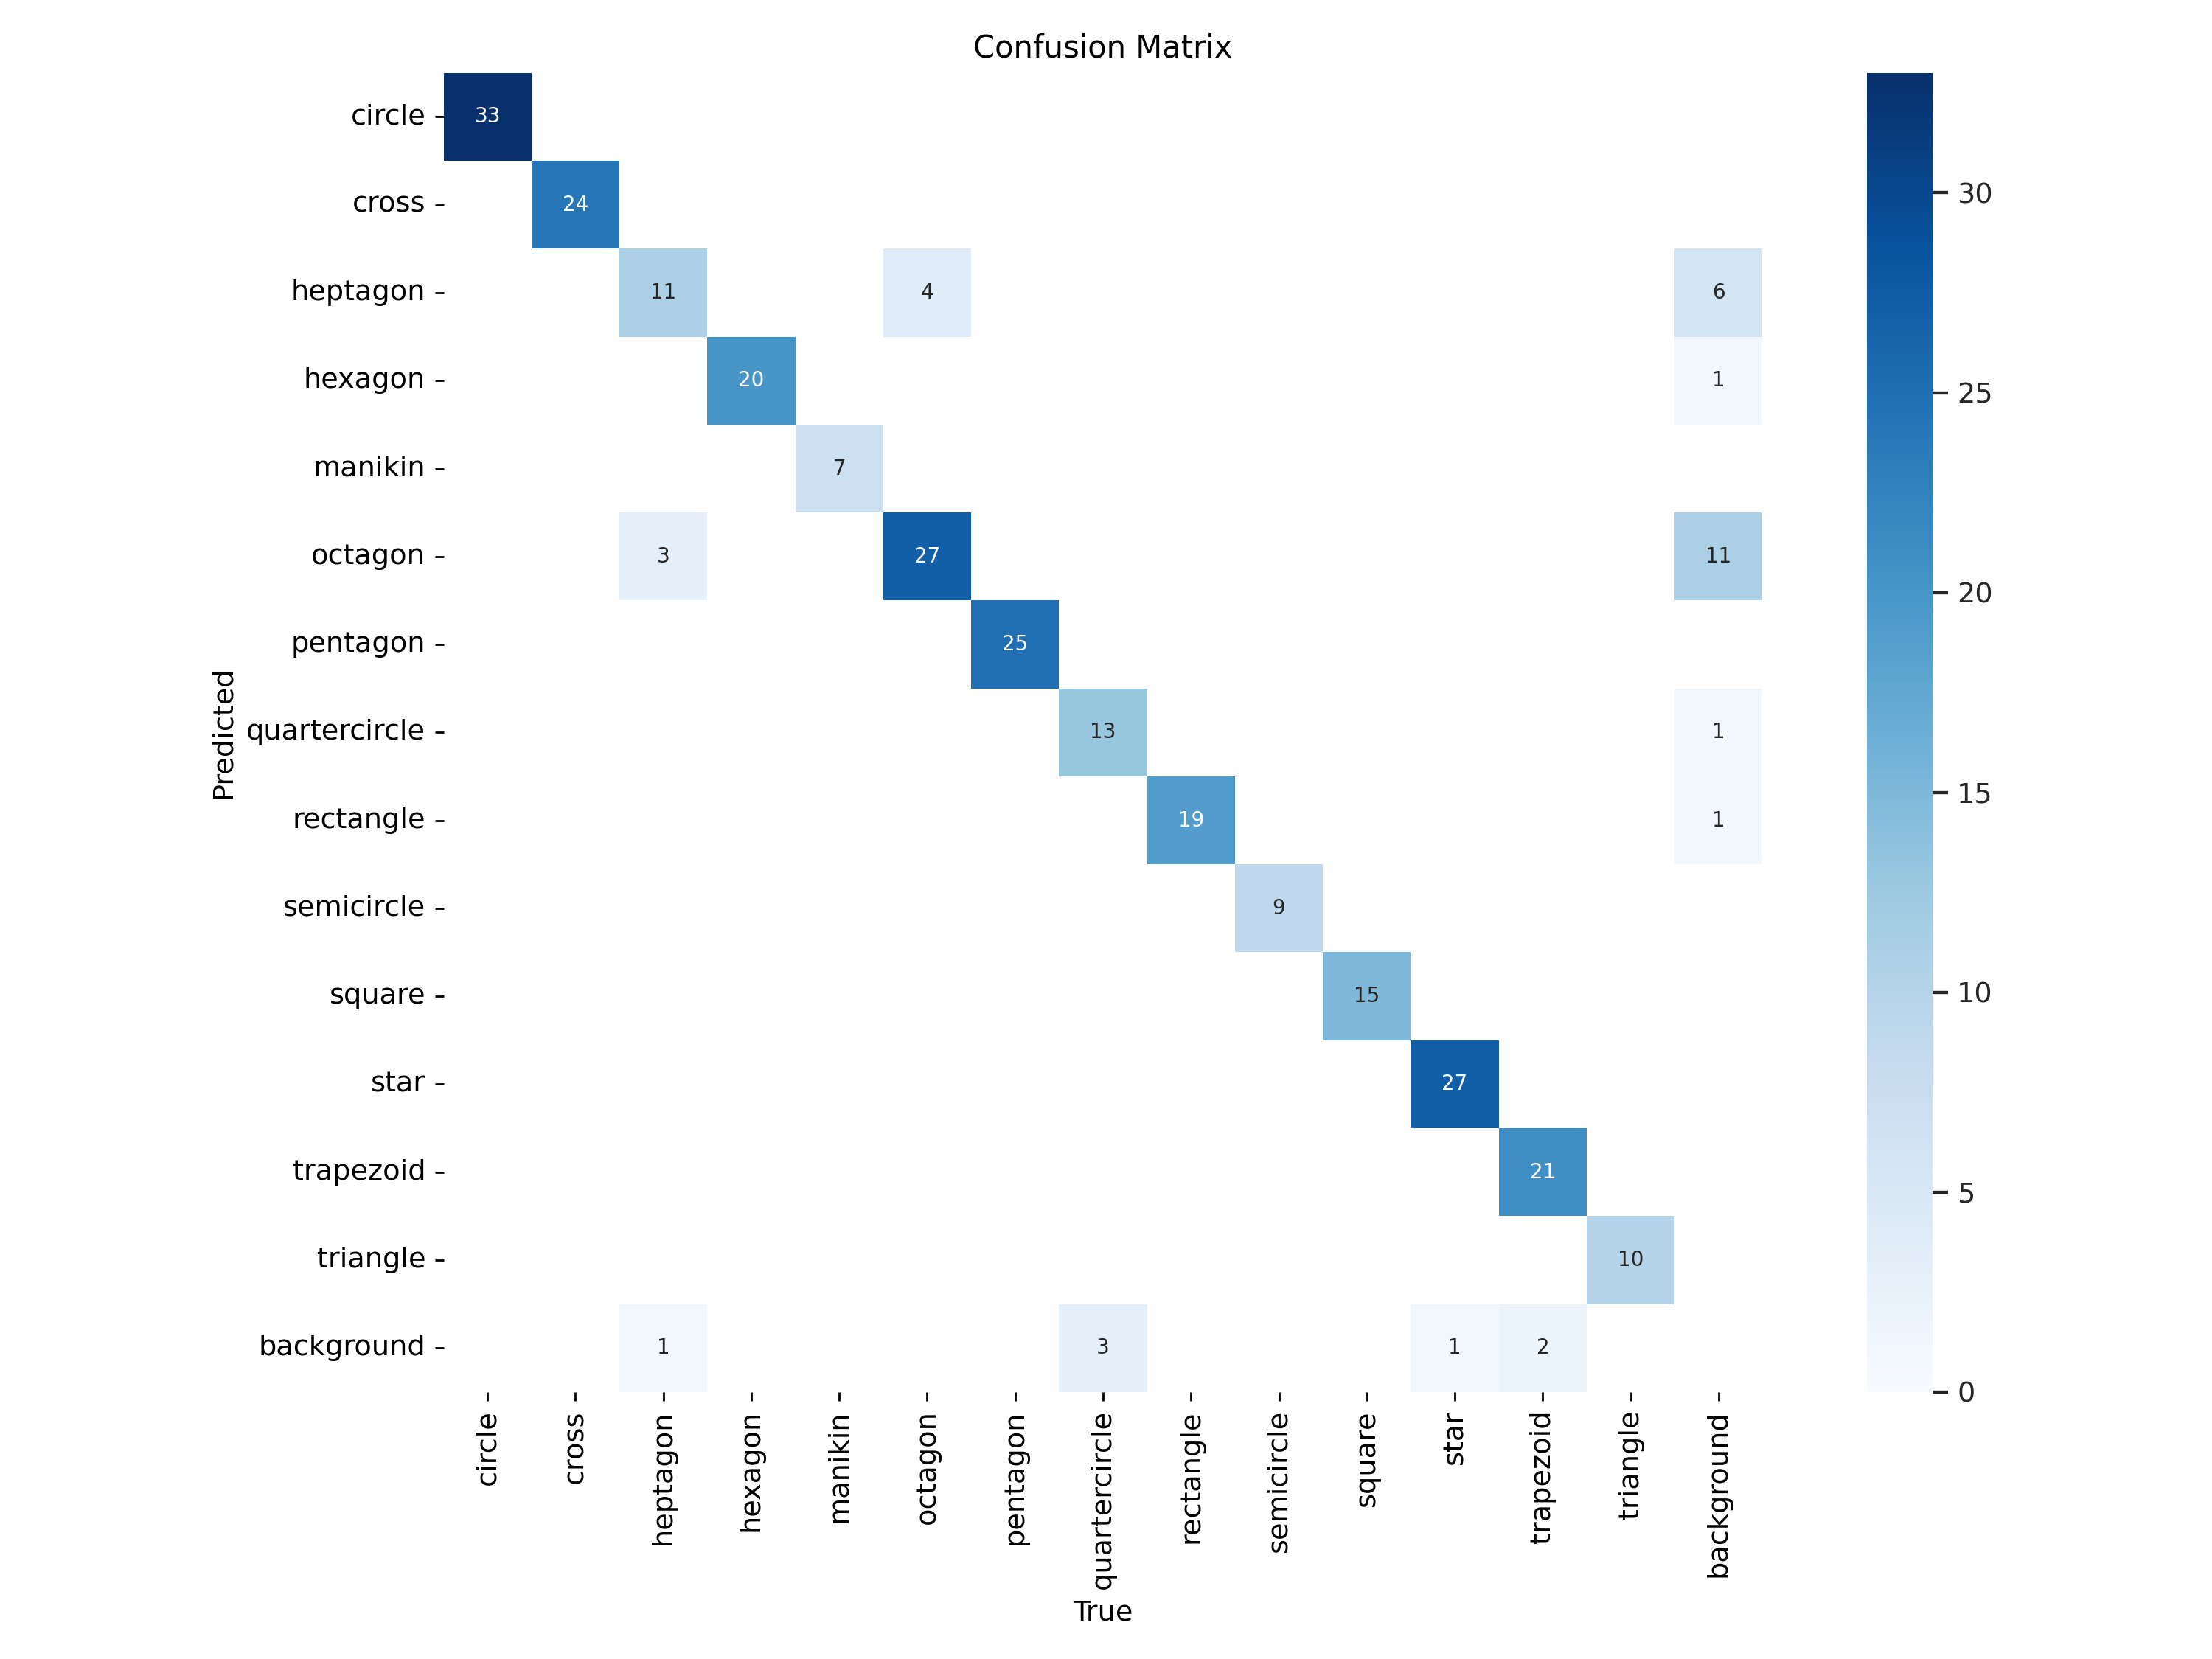 Confusion Matrix
circle 33
cross 24
heptagon 11 4 6
hexagon 20 1
manikin 7
octagon 3 27 11
pentagon 25
quartercircle 13 1
rectangle 19 1
semicircle 9
square 15
star 27
trapezoid 21
triangle 10
background 1 3 1 2
Predicted
circle
cross
heptagon
hexagon
manikin
octagon
pentagon
quartercircle
rectangle
semicircle
square
star
trapezoid
triangle
background
True
30
25
20
15
10
5
0